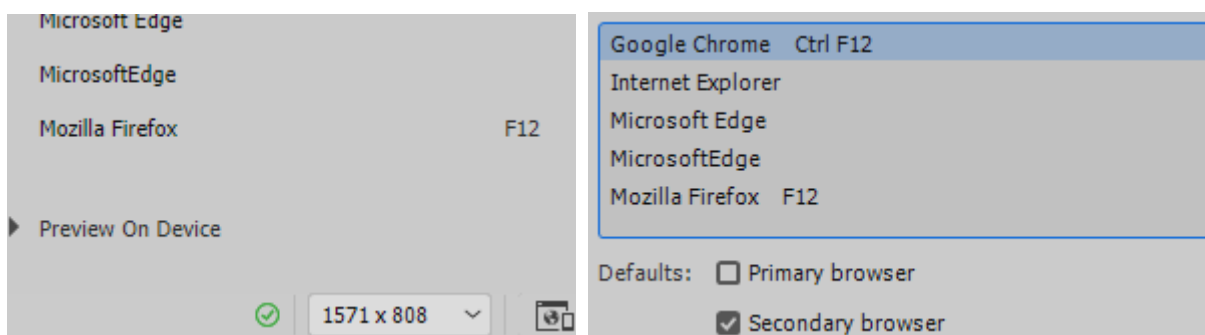 Microsoft Edge
MicrosoftEdge
Mozilla Firefox F12
Preview On Device
1571 x 808
Google Chrome Ctrl F12
Internet Explorer
Microsoft Edge
MicrosoftEdge
Mozilla Firefox F12
Defaults: Primary browser
Secondary browser